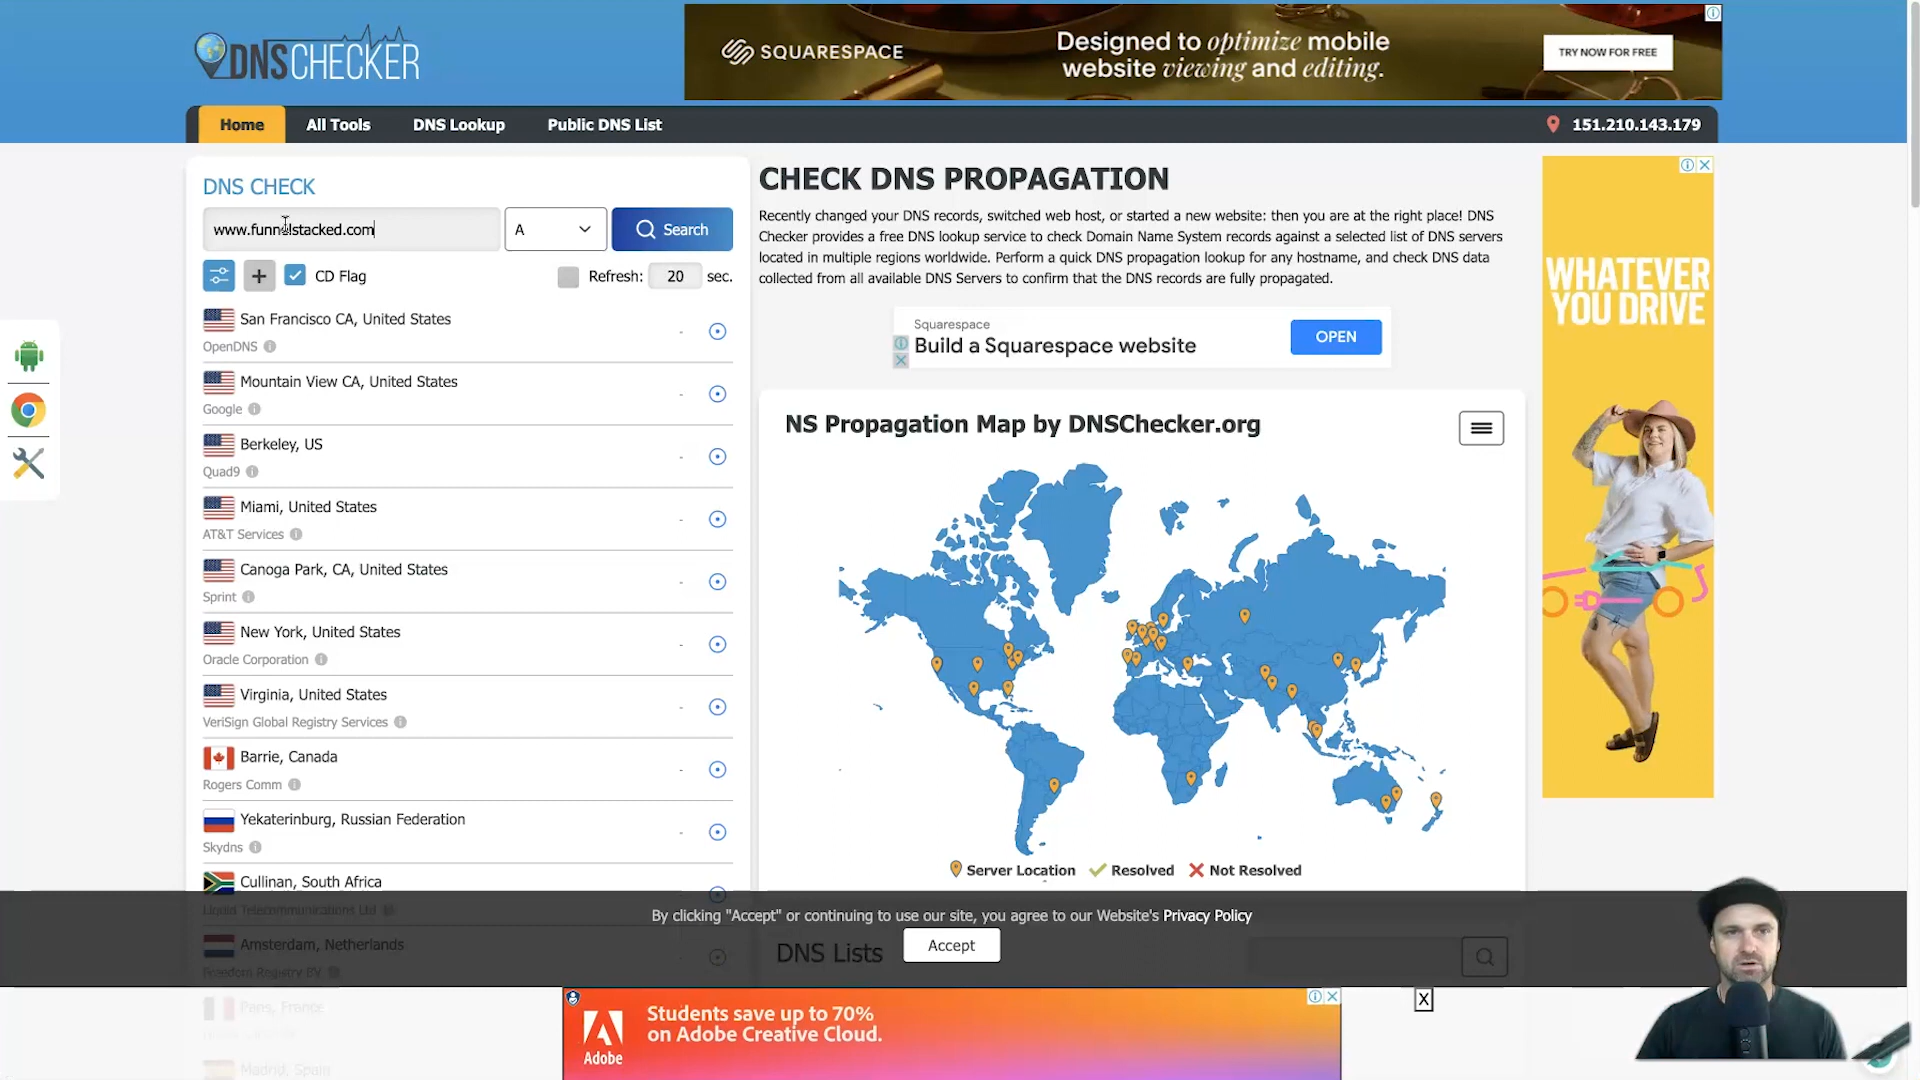 DNSCHECKER
SQUARESPACE
Designed to optimize mobile
website viewing and editing.
TRY NOW FOR FREE
Home
All Tools
DNS Lookup
Public DNS List
151.210.143.179
DNS CHECK
www.funnelstacked.com
A
Search
CD Flag
Refresh:
20
sec.
San Francisco CA, United States
-
OpenDNS
Mountain View CA, United States
-
Google
Berkeley, US
-
Quad9
Miami, United States
-
AT&T Services
Canoga Park, CA, United States
-
Sprint
New York, United States
-
Oracle Corporation
Virginia, United States
-
VeriSign Global Registry Services
Barrie, Canada
-
Rogers Comm
Yekaterinburg, Russian Federation
-
Skydns
Cullinan, South Africa
Liquid Telecommunications Ltd
Amsterdam, Netherlands
-
Freedom Registry BV
Paris, France
Madrid, Spain
CHECK DNS PROPAGATION
Recently changed your DNS records, switched web host, or started a new website: then you are at the right place! DNS
Checker provides a free DNS lookup service to check Domain Name System records against a selected list of DNS servers
located in multiple regions worldwide. Perform a quick DNS propagation lookup for any hostname, and check DNS data
collected from all available DNS Servers to confirm that the DNS records are fully propagated.
Squarespace
Build a Squarespace website
OPEN
NS Propagation Map by DNSChecker.org
Server Location
Resolved
Not Resolved
WHATEVER
YOU DRIVE
By clicking "Accept" or continuing to use our site, you agree to our Website's Privacy Policy
Accept
DNS Lists
Adobe
Students save up to 70%
on Adobe Creative Cloud.
X